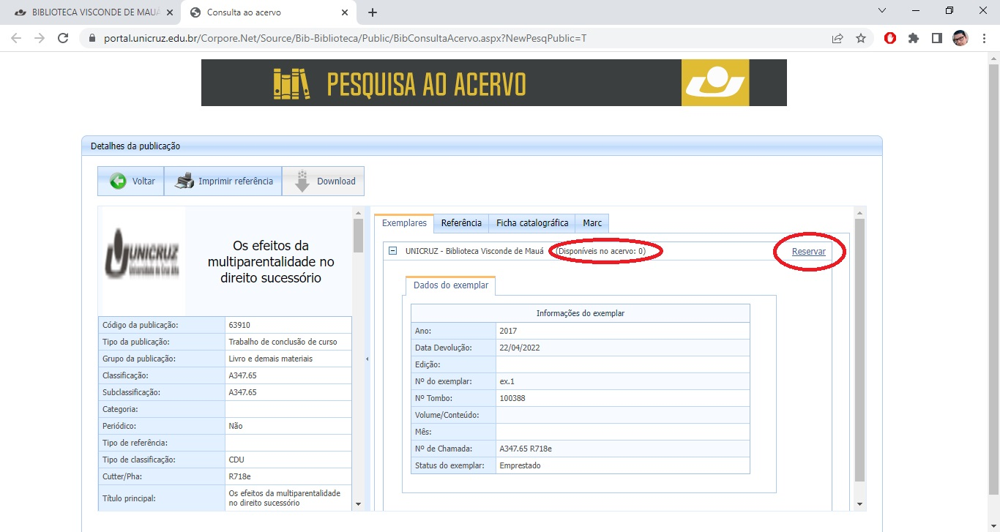 BIBLIOTECA VISCONDE DE MAUÁ
Consulta ao acervo
portal.unicruz.edu.br/Corpore.Net/Source/Bib-Biblioteca/Public/BibConsultaAcervo.aspx?NewPesqPublic=T
PESQUISA AO ACERVO
Detalhes da publicação
Voltar
Imprimir referência
Download
UNICRUZ
Universidade de Cruz Alta
Os efeitos da
multiparentalidade no
direito sucessório
Código da publicação: 63910
Tipo da publicação: Trabalho de conclusão de curso
Grupo da publicação: Livro e demais materiais
Classificação: A347.65
Subclassificação: A347.65
Categoria:
Periódico: Não
Tipo de referência:
Tipo de classificação: CDU
Cutter/Pha: R718e
Título principal: Os efeitos da multiparentalidade
no direito sucessório
Exemplares Referência Ficha catalográfica Marc
UNICRUZ - Biblioteca Visconde de Mauá (Disponíveis no acervo: 0) Reservar
Dados do exemplar
Informações do exemplar
Ano: 2017
Data Devolução: 22/04/2022
Edição:
Nº do exemplar: ex.1
Nº Tombo: 100388
Volume/Conteúdo:
Mês:
Nº de Chamada: A347.65 R718e
Status do exemplar: Emprestado